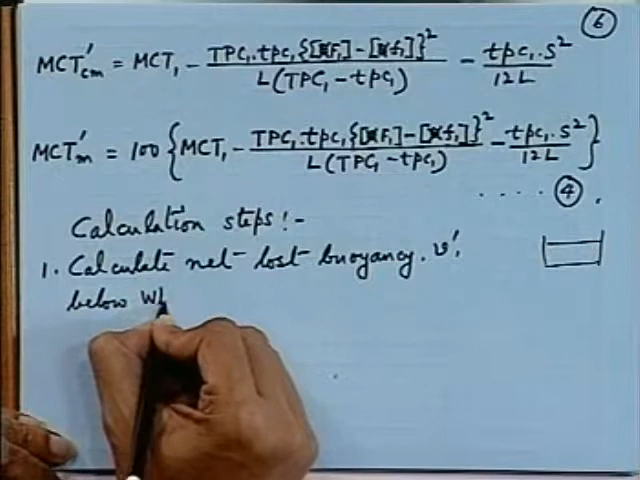 6
MCT'cm = MCT₁ - TPC₁.tpc₁{[F₁]-[f₁]}² / L(TPC₁-tpc₁) - tpc₁.s² / 12L
MCT'm = 100{MCT₁ - TPC₁.tpc₁{[F₁]-[f₁]}² / L(TPC₁-tpc₁) - tpc₁.s² / 12L}
.... 4 .
Calculation steps:-
1. Calculate net lost buoyancy. v'.
below W